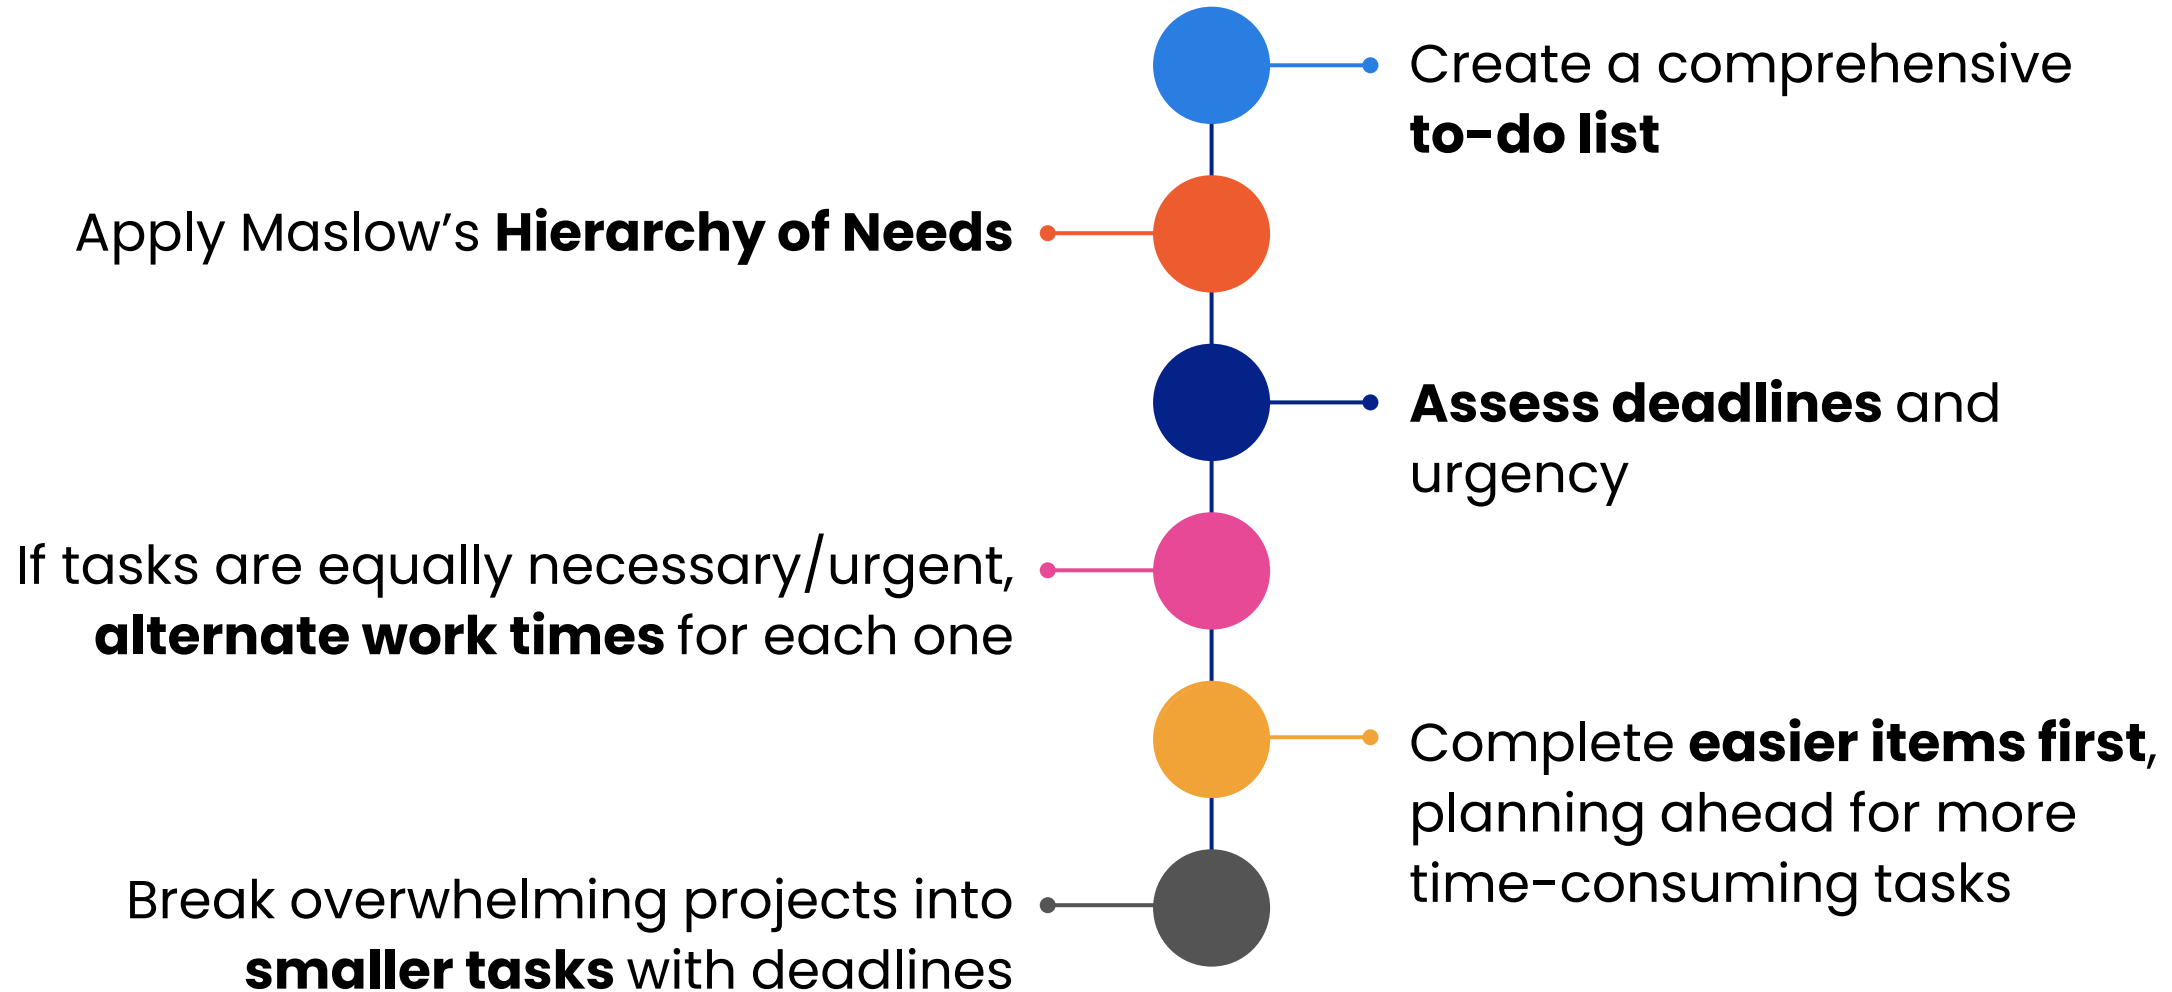 Create a comprehensive
to-do list
Apply Maslow’s Hierarchy of Needs
Assess deadlines and
urgency
If tasks are equally necessary/urgent,
alternate work times for each one
Complete easier items first,
planning ahead for more
time-consuming tasks
Break overwhelming projects into
smaller tasks with deadlines